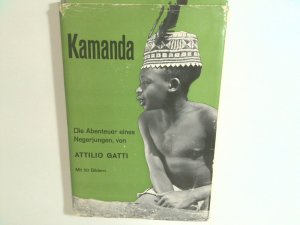 Kamanda
Die Abenteuer eines
Negerjungen, von
ATTILIO GATTI
Mit 50 Bildern